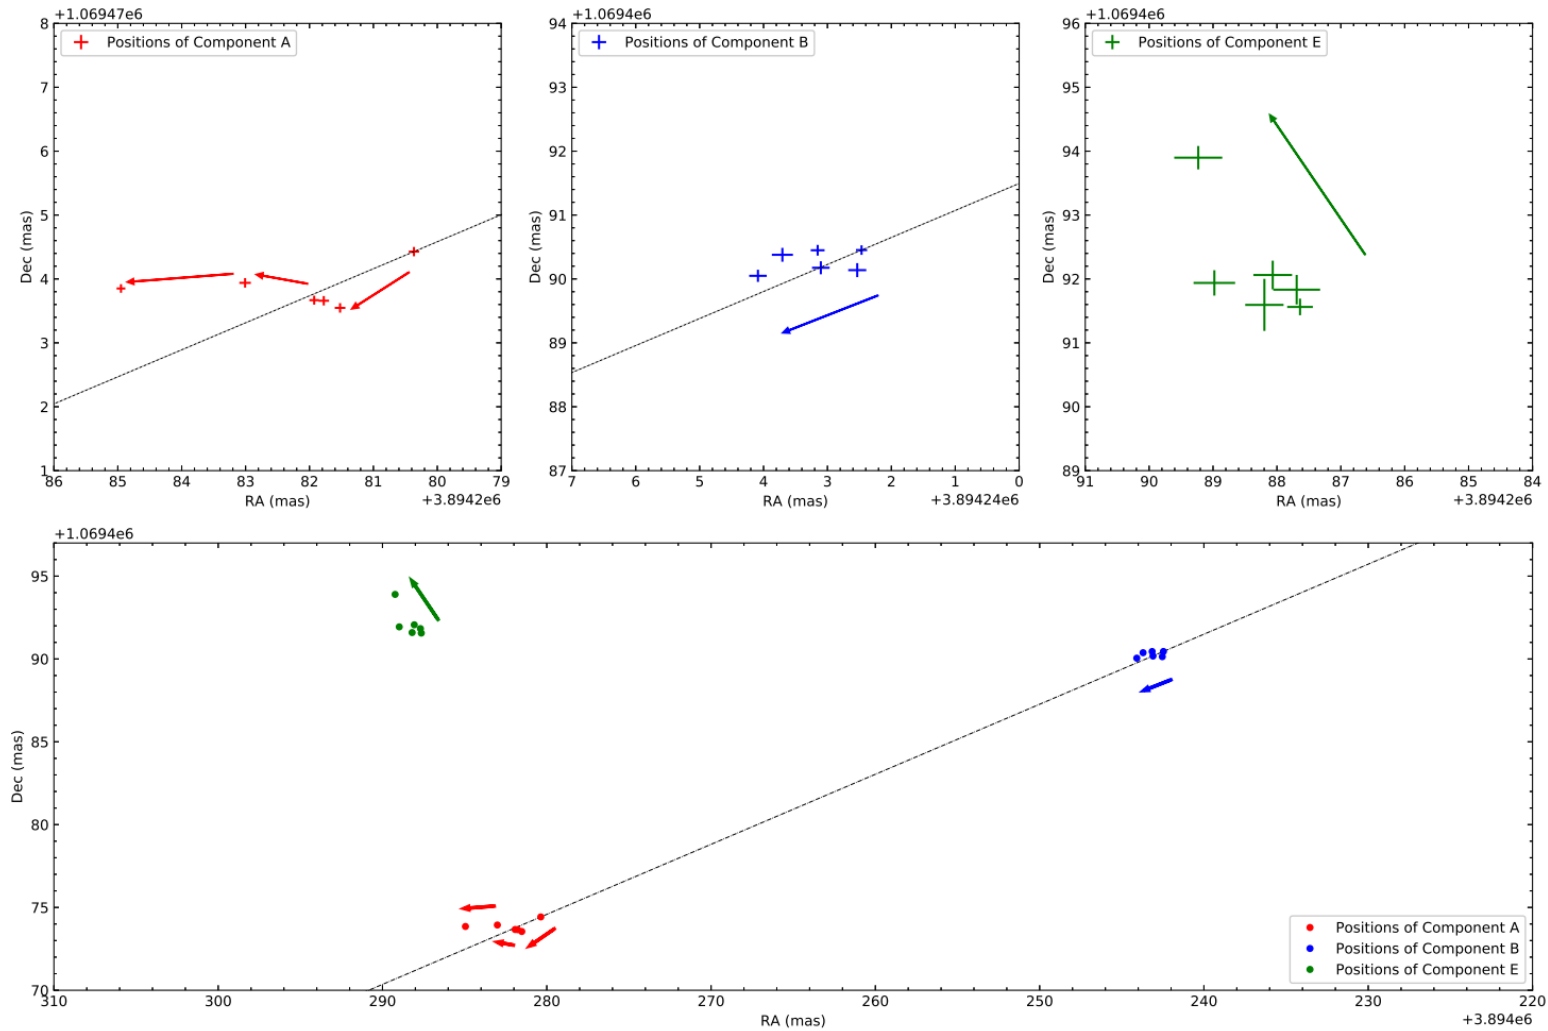 +1.06947e6
8
7
6
5
4
3
2
1
Dec (mas)
Positions of Component A
86 85 84 83 82 81 80 79
RA (mas)
+3.8942e6
+1.0694e6
94
93
92
91
90
89
88
87
Dec (mas)
Positions of Component B
7 6 5 4 3 2 1 0
RA (mas)
+3.89424e6
+1.0694e6
96
95
94
93
92
91
90
89
Dec (mas)
Positions of Component E
91 90 89 88 87 86 85 84
RA (mas)
+3.8942e6
+1.0694e6
95
90
85
80
75
70
Dec (mas)
Positions of Component A
Positions of Component B
Positions of Component E
310 300 290 280 270 260 250 240 230 220
RA (mas)
+3.894e6